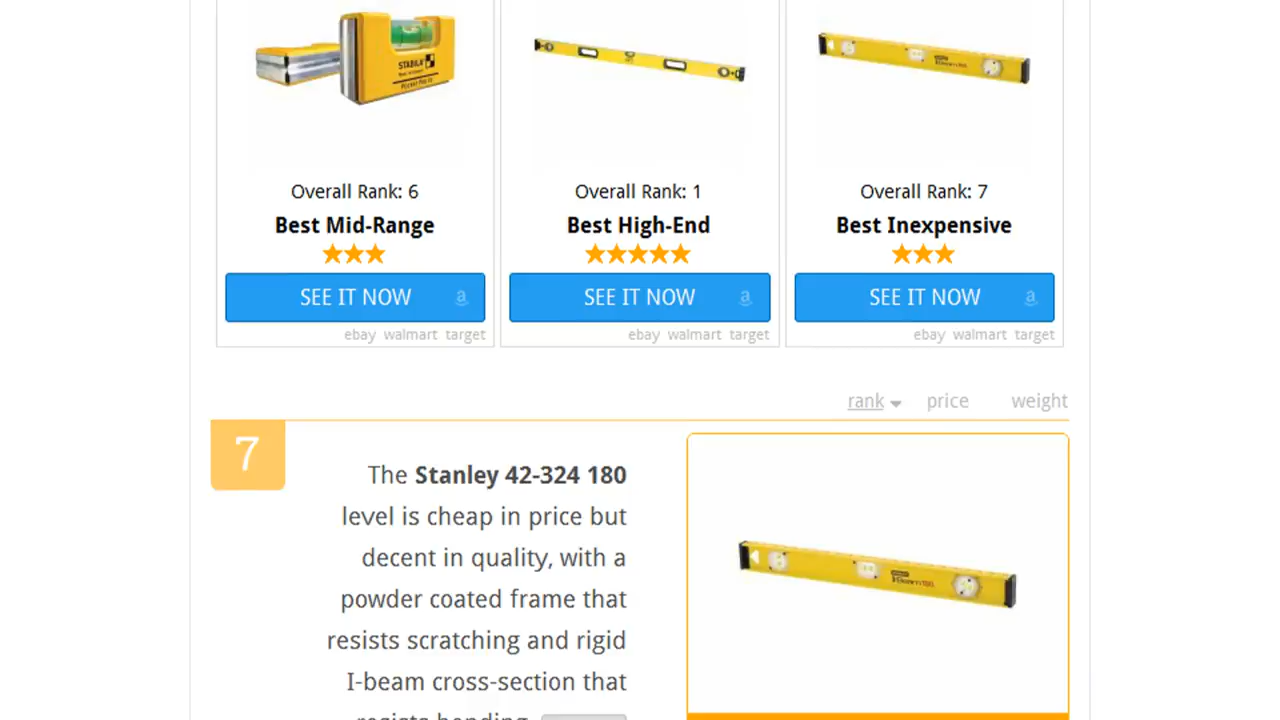 STABILA
Overall Rank: 6
Best Mid-Range
SEE IT NOW a
ebay walmart target
Overall Rank: 1
Best High-End
SEE IT NOW a
ebay walmart target
Overall Rank: 7
Best Inexpensive
SEE IT NOW a
ebay walmart target
rank price weight
7
The Stanley 42-324 180
level is cheap in price but
decent in quality, with a
powder coated frame that
resists scratching and rigid
I-beam cross-section that
resists bending.